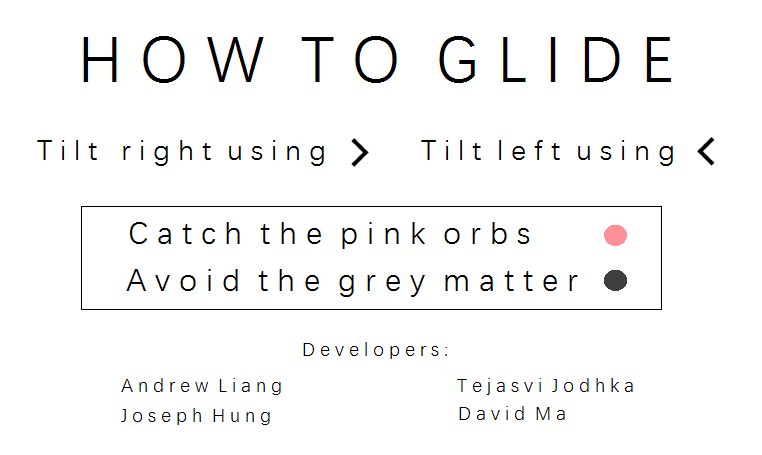 HOW TO GLIDE
Tilt right using >
Tilt left using <
Catch the pink orbs
Avoid the grey matter
Developers:
Andrew Liang
Tejasvi Jodhka
Joseph Hung
David Ma